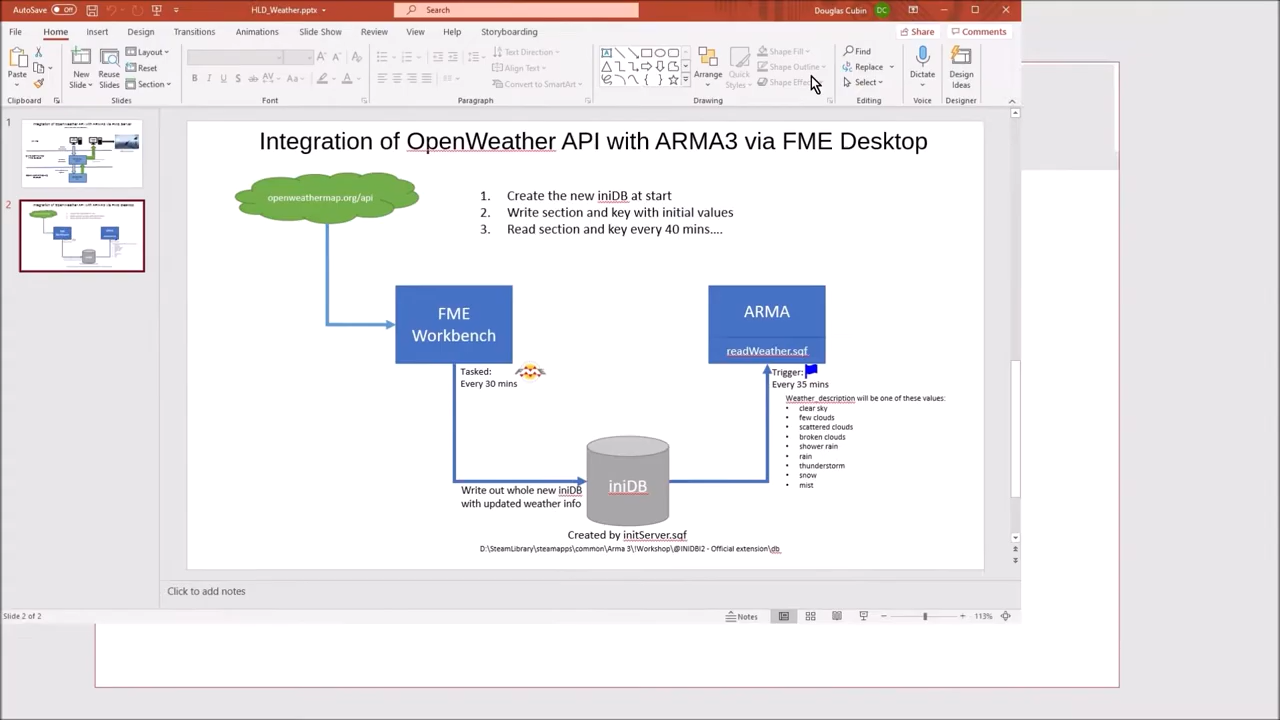 AutoSave Off HLD_Weather.pptx Search Douglas Cubin DC
File Home Insert Design Transitions Animations Slide Show Review View Help Storyboarding Share Comments
Paste New Slide Reuse Slides Layout Reset Section Text Direction Align Text Convert to SmartArt Arrange Quick Styles Shape Fill Shape Outline Shape Effects Find Replace Select Dictate Design Ideas
Clipboard Slides Font Paragraph Drawing Editing Voice Designer
1
2
Integration of OpenWeather API with ARMA3 via FME Desktop
openweathermap.org/api
1. Create the new iniDB at start
2. Write section and key with initial values
3. Read section and key every 40 mins....
FME
Workbench
ARMA
readWeather.sqf
Tasked:
Every 30 mins
Trigger:
Every 35 mins
Weather_description will be one of these values:
• clear sky
• few clouds
• scattered clouds
• broken clouds
• shower rain
• rain
• thunderstorm
• snow
• mist
Write out whole new iniDB
with updated weather info
iniDB
Created by initServer.sqf
D:\SteamLibrary\steamapps\common\Arma 3\!Workshop\@INIDBI2 - Official extension\db
Click to add notes
Slide 2 of 2 Notes 113%